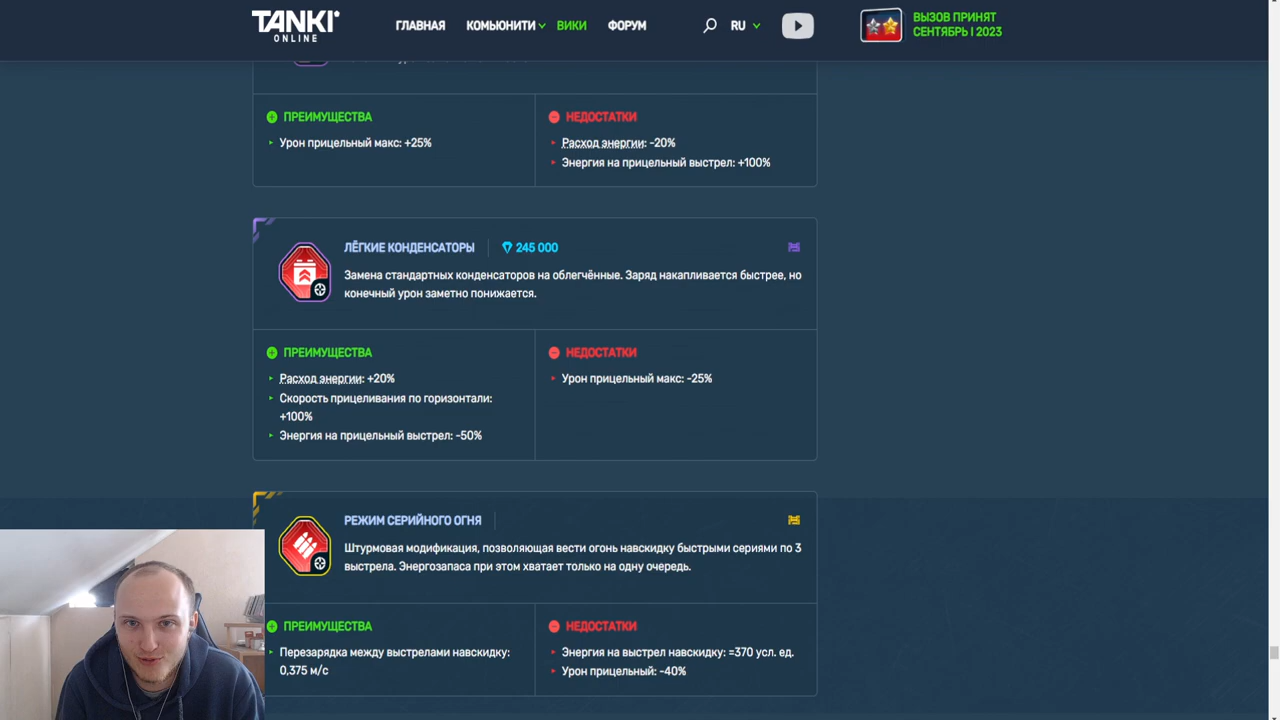 TANKI
ONLINE
ГЛАВНАЯ
КОМЬЮНИТИ
ВИКИ
ФОРУМ
RU
ВЫЗОВ ПРИНЯТ
СЕНТЯБРЬ I 2023
ПРЕИМУЩЕСТВА
Урон прицельный макс: +25%
НЕДОСТАТКИ
Расход энергии: -20%
Энергия на прицельный выстрел: +100%
ЛЁГКИЕ КОНДЕНСАТОРЫ
245 000
Замена стандартных конденсаторов на облегчённые. Заряд накапливается быстрее, но
конечный урон заметно понижается.
ПРЕИМУЩЕСТВА
Расход энергии: +20%
Скорость прицеливания по горизонтали:
+100%
Энергия на прицельный выстрел: -50%
НЕДОСТАТКИ
Урон прицельный макс: -25%
РЕЖИМ СЕРИЙНОГО ОГНЯ
Штурмовая модификация, позволяющая вести огонь навскидку быстрыми сериями по 3
выстрела. Энергозапаса при этом хватает только на одну очередь.
ПРЕИМУЩЕСТВА
Перезарядка между выстрелами навскидку:
0,375 м/с
НЕДОСТАТКИ
Энергия на выстрел навскидку: =370 усл. ед.
Урон прицельный: -40%